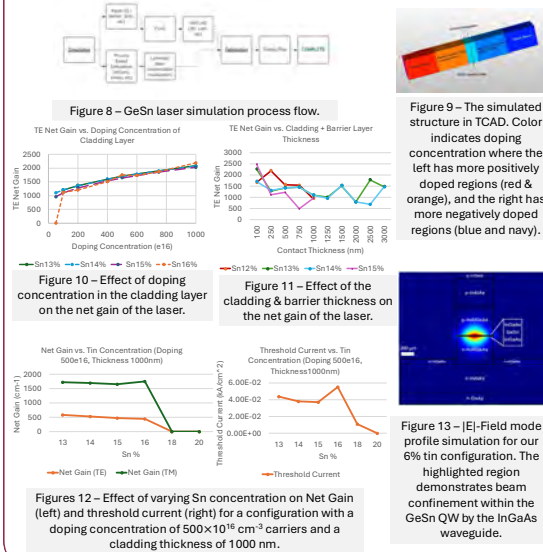 Figure 8 – GeSn laser simulation process flow.
Figure 9 – The simulated
structure in TCAD. Color
indicates doping
concentration where the
left has more positively
doped regions (red &
orange), and the right has
more negatively doped
regions (blue and navy).
TE Net Gain vs. Doping Concentration of
Cladding Layer
TE Net Gain
2500
2000
1500
1000
500
0
0
200
400
600
800
1000
Doping Concentration (e16)
Sn13%
Sn14%
Sn15%
Sn16%
Figure 10 – Effect of doping
concentration in the cladding layer
on the net gain of the laser.
TE Net Gain vs. Cladding + Barrier Layer
Thickness
TE Net Gain
3000
2500
2000
1500
1000
500
0
100
250
500
750
1000
1250
1500
2000
2500
3000
Contact Thickness (nm)
Sn12%
Sn13%
Sn14%
Sn15%
Figure 11 – Effect of the
cladding & barrier thickness on
the net gain of the laser.
Net Gain vs. Tin Concentration (Doping
500e16, Thickness 1000nm)
Net Gain (cm-1)
2000
1500
1000
500
0
13
14
15
16
18
20
Sn %
Net Gain (TE)
Net Gain (TM)
Threshold Current vs. Tin
Concentration (Doping 500e16,
Thickness1000nm)
Threshold Current (kA/cm^2)
6.00E-02
4.00E-02
2.00E-02
0.00E+00
13
14
15
16
18
20
Sn %
Threshold Current
Figures 12 – Effect of varying Sn concentration on Net Gain
(left) and threshold current (right) for a configuration with a
doping concentration of 500×10¹⁶ cm⁻³ carriers and a
cladding thickness of 1000 nm.
Figure 13 – |E|-Field mode
profile simulation for our
6% tin configuration. The
highlighted region
demonstrates beam
confinement within the
GeSn QW by the InGaAs
waveguide.